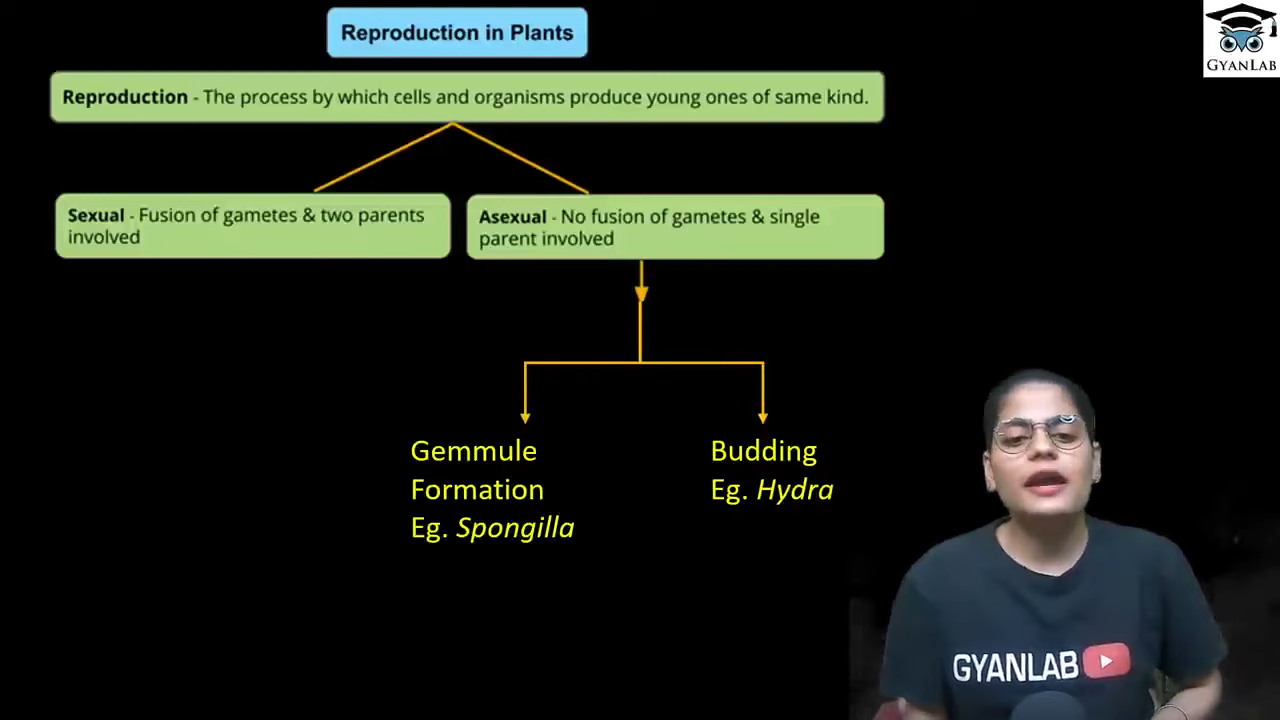 Reproduction in Plants
GYANLAB
Reproduction - The process by which cells and organisms produce young ones of same kind.
Sexual - Fusion of gametes & two parents
involved
Asexual - No fusion of gametes & single
parent involved
Gemmule
Formation
Eg. Spongilla
Budding
Eg. Hydra
GYANLAB